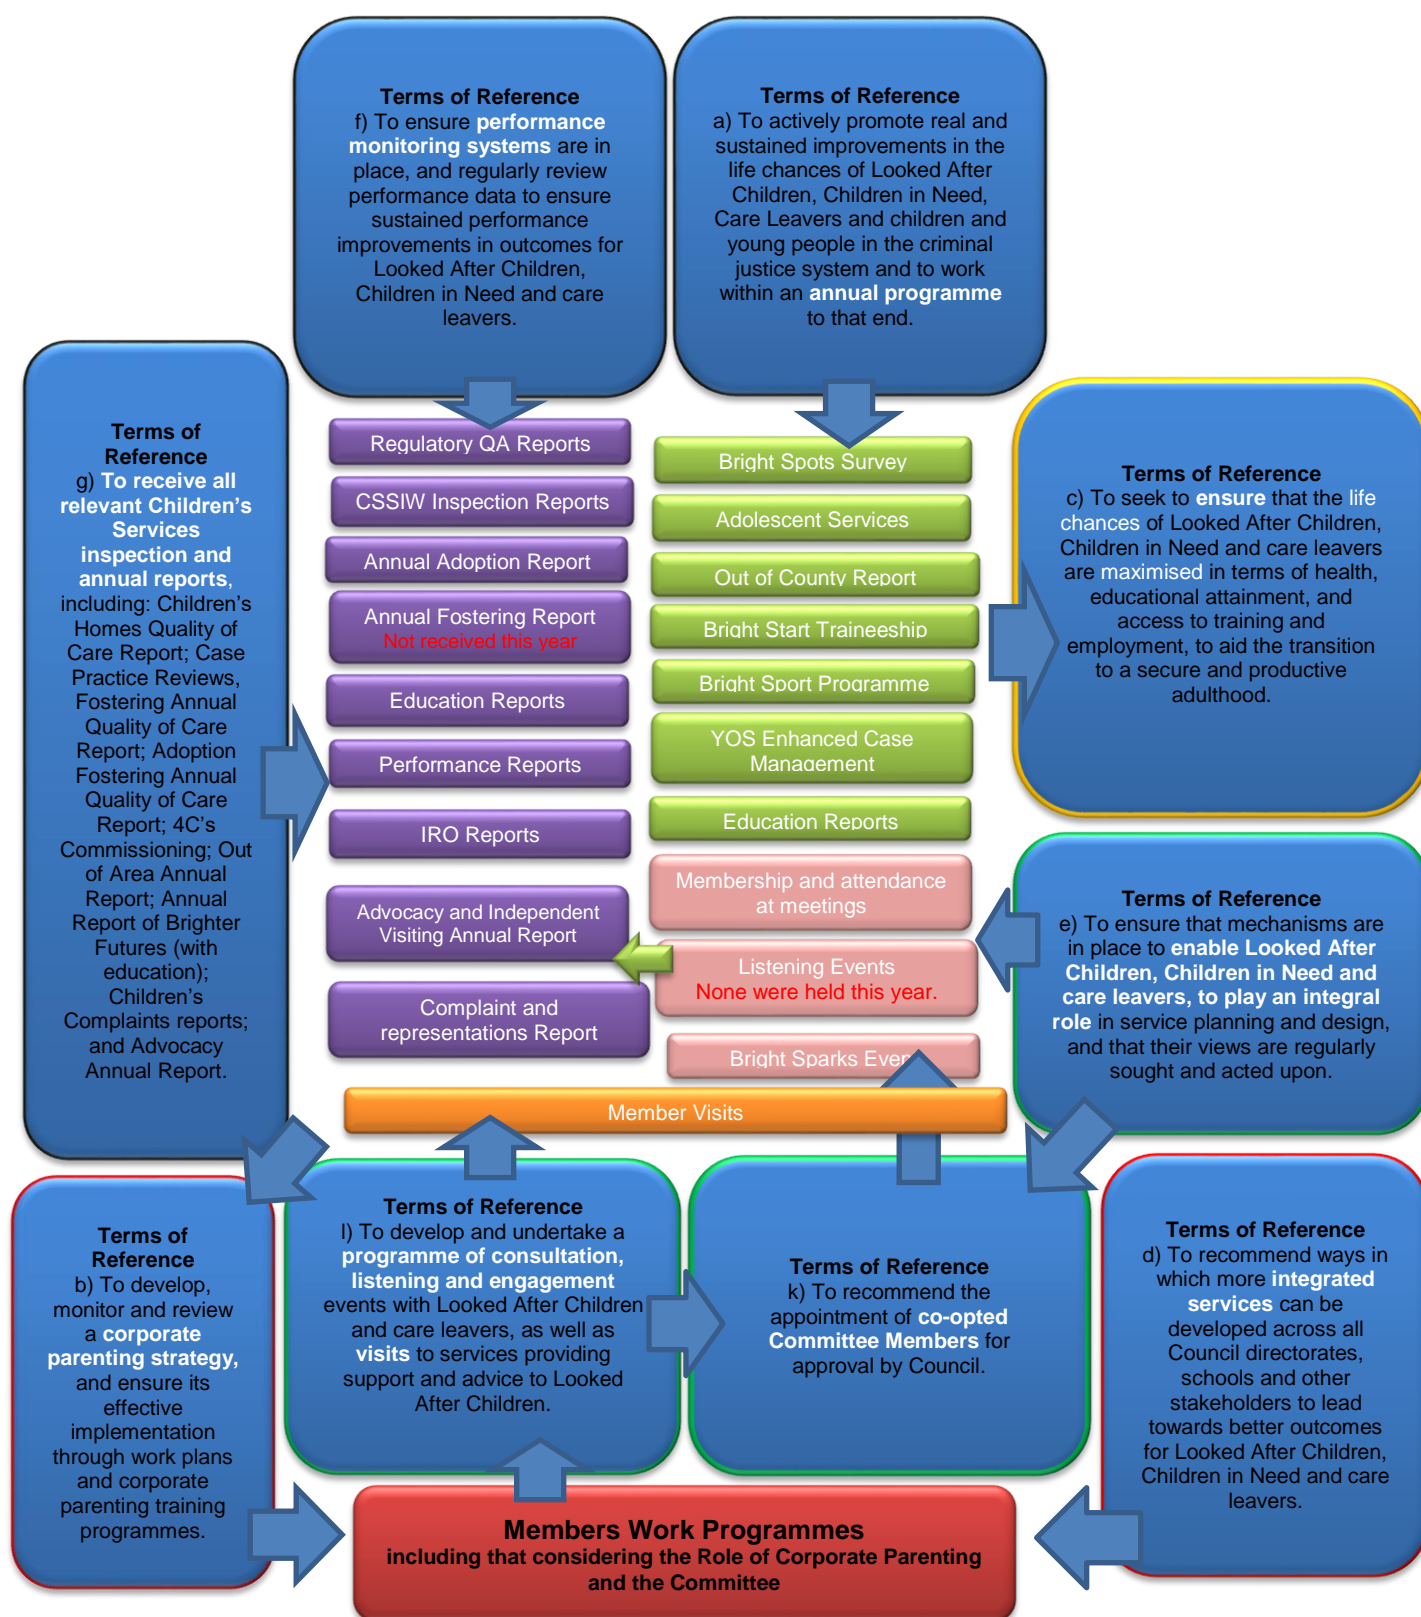 Terms of Reference
f) To ensure performance
monitoring systems are in
place, and regularly review
performance data to ensure
sustained performance
improvements in outcomes for
Looked After Children,
Children in Need and care
leavers.
Terms of Reference
a) To actively promote real and
sustained improvements in the
life chances of Looked After
Children, Children in Need,
Care Leavers and children and
young people in the criminal
justice system and to work
within an annual programme
to that end.
Terms of
Reference
g) To receive all
relevant Children’s
Services
inspection and
annual reports,
including: Children’s
Homes Quality of
Care Report; Case
Practice Reviews,
Fostering Annual
Quality of Care
Report; Adoption
Fostering Annual
Quality of Care
Report; 4C’s
Commissioning; Out
of Area Annual
Report; Annual
Report of Brighter
Futures (with
education);
Children’s
Complaints reports;
and Advocacy
Annual Report.
Regulatory QA Reports
CSSIW Inspection Reports
Annual Adoption Report
Annual Fostering Report
Not received this year
Education Reports
Performance Reports
IRO Reports
Advocacy and Independent
Visiting Annual Report
Complaint and
representations Report
Bright Spots Survey
Adolescent Services
Out of County Report
Bright Start Traineeship
Bright Sport Programme
YOS Enhanced Case
Management
Education Reports
Membership and attendance
at meetings
Listening Events
None were held this year.
Bright Sparks Even
Member Visits
Terms of Reference
c) To seek to ensure that the life
chances of Looked After Children,
Children in Need and care leavers
are maximised in terms of health,
educational attainment, and
access to training and
employment, to aid the transition
to a secure and productive
adulthood.
Terms of Reference
e) To ensure that mechanisms are
in place to enable Looked After
Children, Children in Need and
care leavers, to play an integral
role in service planning and design,
and that their views are regularly
sought and acted upon.
Terms of
Reference
b) To develop,
monitor and review
a corporate
parenting strategy,
and ensure its
effective
implementation
through work plans
and corporate
parenting training
programmes.
Terms of Reference
l) To develop and undertake a
programme of consultation,
listening and engagement
events with Looked After Children
and care leavers, as well as
visits to services providing
support and advice to Looked
After Children.
Terms of Reference
k) To recommend the
appointment of co-opted
Committee Members for
approval by Council.
Terms of Reference
d) To recommend ways in
which more integrated
services can be
developed across all
Council directorates,
schools and other
stakeholders to lead
towards better outcomes
for Looked After Children,
Children in Need and care
leavers.
Members Work Programmes
including that considering the Role of Corporate Parenting
and the Committee